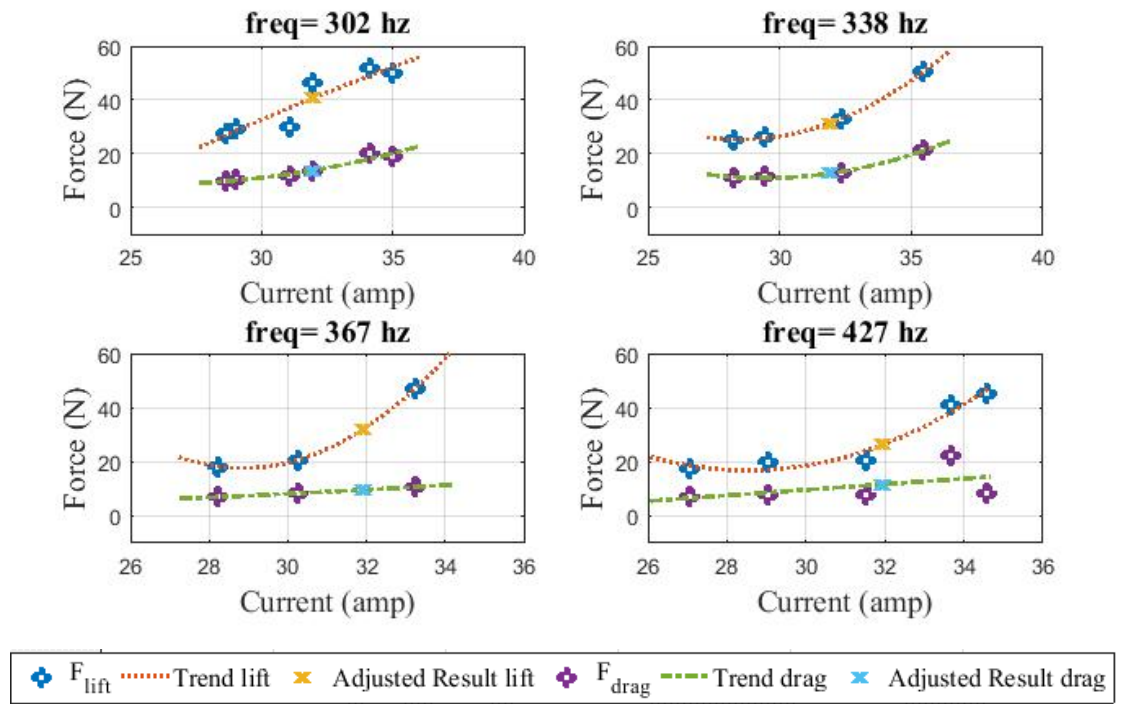 freq= 302 hz
60
40
20
0
Force (N)
25 30 35 40
Current (amp)
freq= 338 hz
60
40
20
0
Force (N)
25 30 35 40
Current (amp)
freq= 367 hz
60
40
20
0
Force (N)
26 28 30 32 34 36
Current (amp)
freq= 427 hz
60
40
20
0
Force (N)
26 28 30 32 34 36
Current (amp)
F lift Trend lift Adjusted Result lift F drag Trend drag Adjusted Result drag